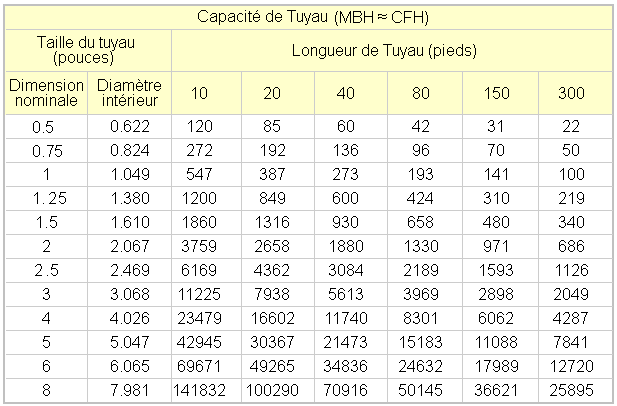 Capacité de Tuyau (MBH ≈ CFH)
Taille du tuyau (pouces) Longueur de Tuyau (pieds)
Dimension nominale Diamètre intérieur 10 20 40 80 150 300
0.5 0.622 120 85 60 42 31 22
0.75 0.824 272 192 136 96 70 50
1 1.049 547 387 273 193 141 100
1.25 1.380 1200 849 600 424 310 219
1.5 1.610 1860 1316 930 658 480 340
2 2.067 3759 2658 1880 1330 971 686
2.5 2.469 6169 4362 3084 2189 1593 1126
3 3.068 11225 7938 5613 3969 2898 2049
4 4.026 23479 16602 11740 8301 6062 4287
5 5.047 42945 30367 21473 15183 11088 7841
6 6.065 69671 49265 34836 24632 17989 12720
8 7.981 141832 100290 70916 50145 36621 25895